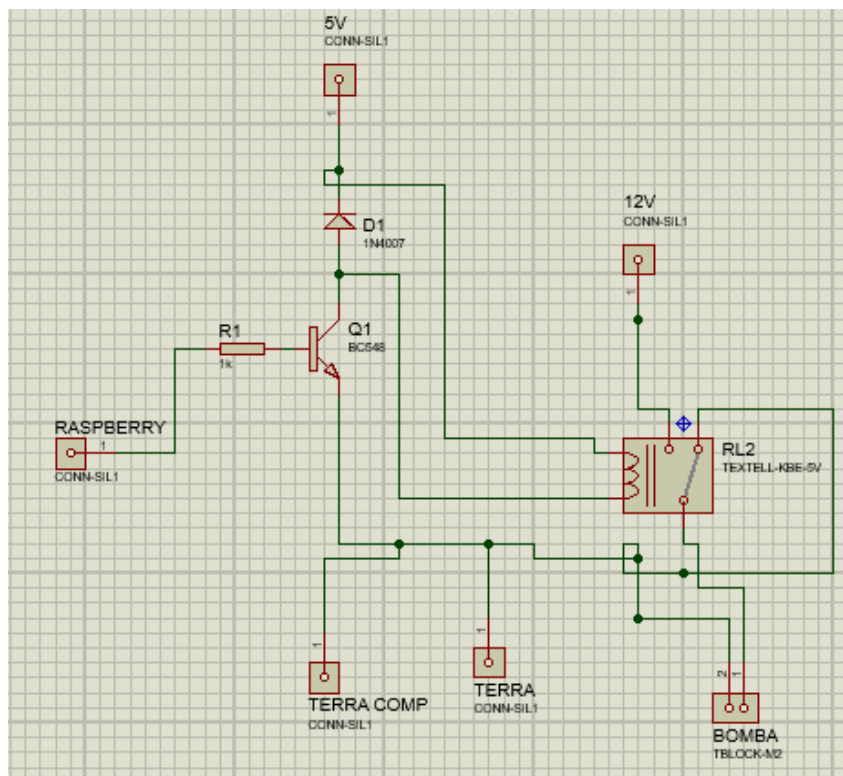 5V
CONN-SIL1
1
D1
1N4007
12V
CONN-SIL1
1
R1
1k
Q1
BC548
RASPBERRY
1
CONN-SIL1
RL2
TEXTELL-KBE-5V
1
TERRA COMP
CONN-SIL1
1
TERRA
CONN-SIL1
2
1
BOMBA
TBLOCK-M2